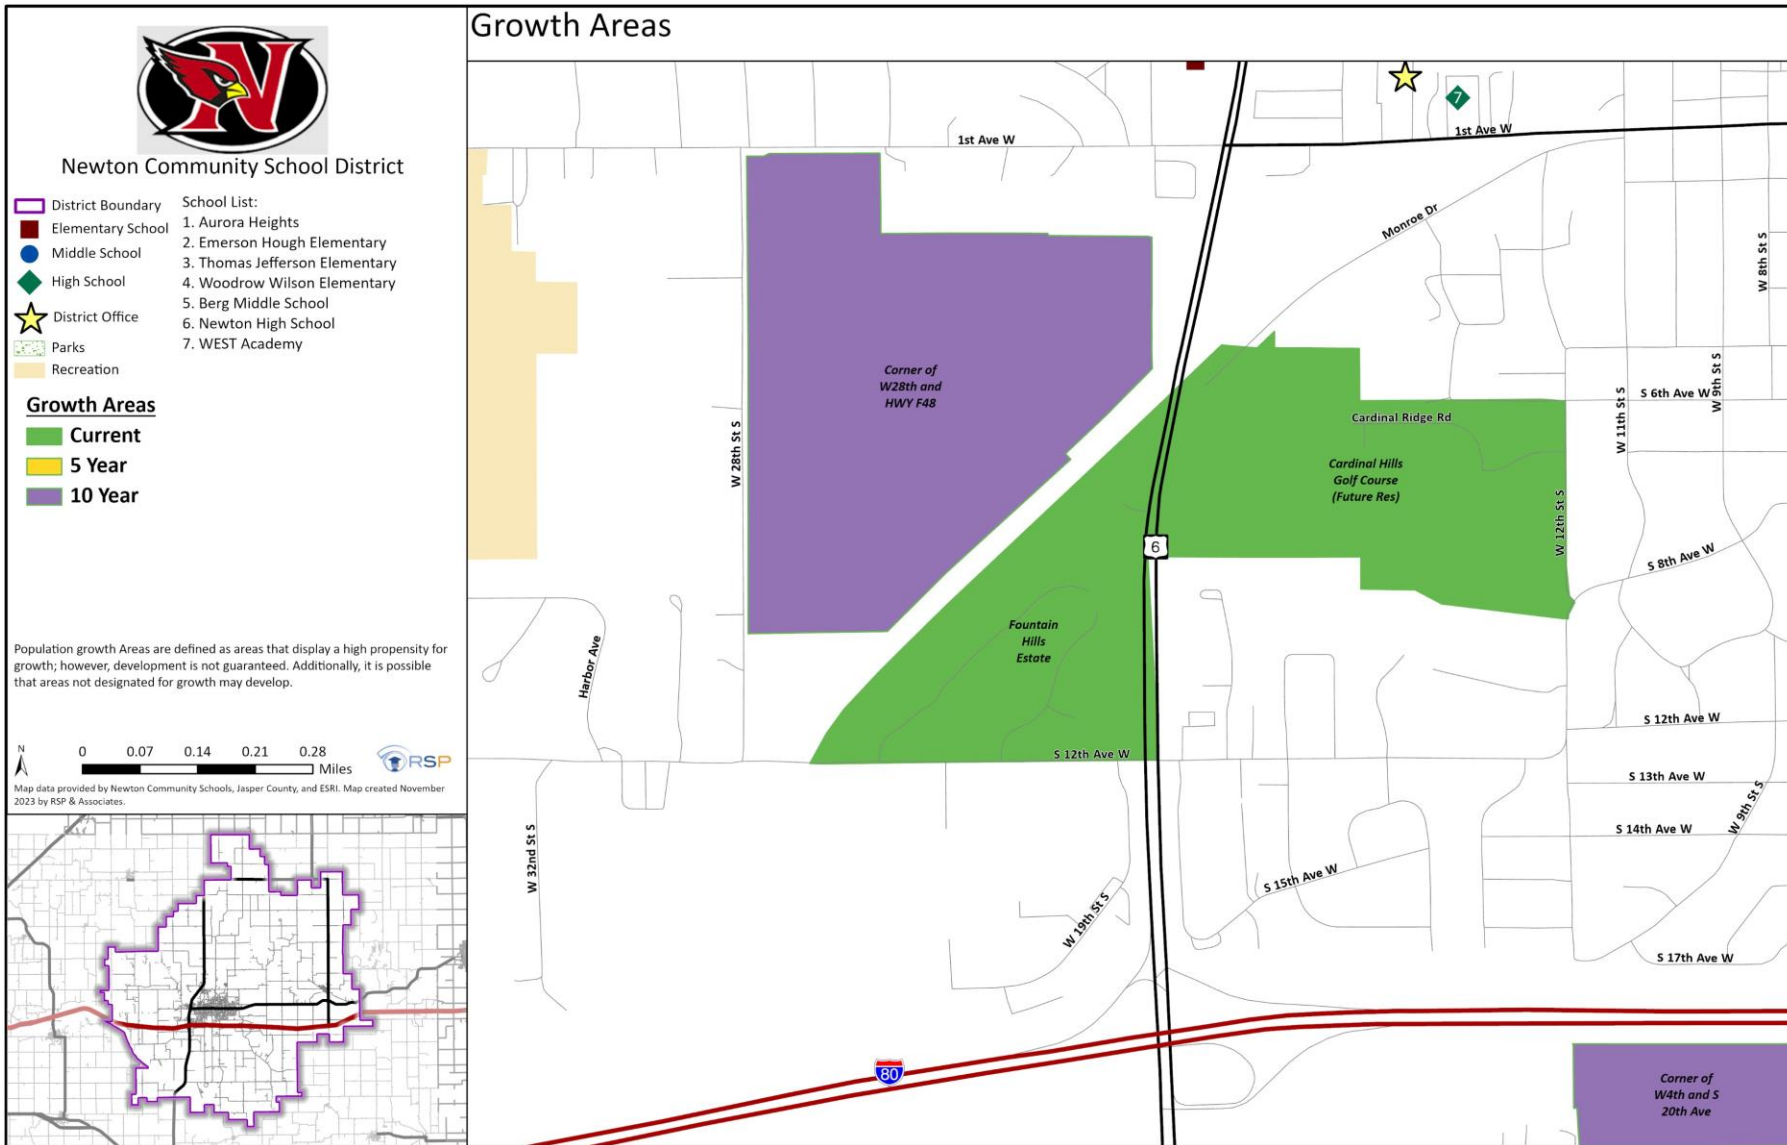 Growth Areas
N
Newton Community School District
District Boundary
Elementary School
Middle School
High School
District Office
Parks
Recreation
School List:
1. Aurora Heights
2. Emerson Hough Elementary
3. Thomas Jefferson Elementary
4. Woodrow Wilson Elementary
5. Berg Middle School
6. Newton High School
7. WEST Academy
Growth Areas
Current
5 Year
10 Year
Population growth Areas are defined as areas that display a high propensity for
growth; however, development is not guaranteed. Additionally, it is possible
that areas not designated for growth may develop.
N
0 0.07 0.14 0.21 0.28
Miles
RSP
Map data provided by Newton Community Schools, Jasper County, and ESRI. Map created November
2023 by RSP & Associates.
7
1st Ave W
1st Ave W
Monroe Dr
W 8th St S
Corner of
W28th and
HWY F48
W 28th St S
S 6th Ave W
W 9th St S
W 11th St S
Cardinal Ridge Rd
Cardinal Hills
Golf Course
(Future Res)
W 12th St S
6
S 8th Ave W
Fountain
Hills
Estate
Harbor Ave
S 12th Ave W
S 12th Ave W
S 13th Ave W
W 9th St S
S 14th Ave W
W 32nd St S
S 15th Ave W
W 19th St S
S 17th Ave W
80
Corner of
W4th and S
20th Ave